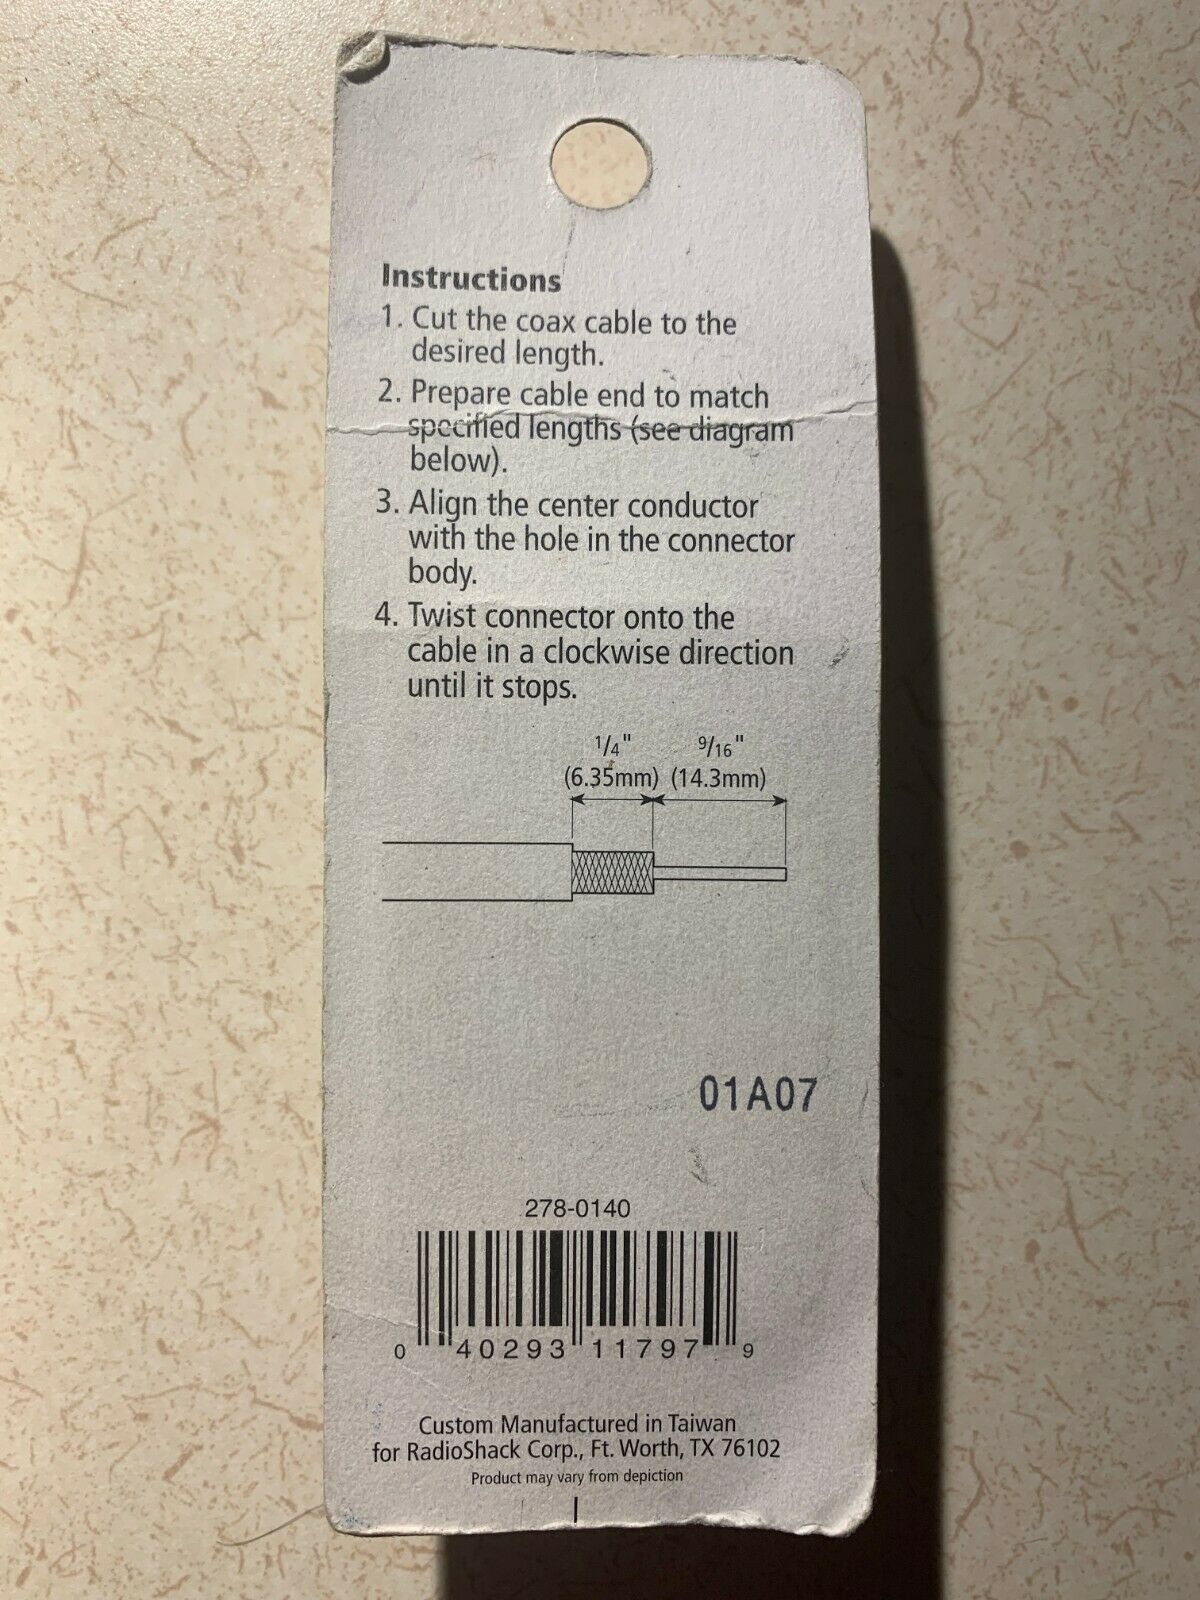 Instructions
1. Cut the coax cable to the
desired length.
2. Prepare cable end to match
specified lengths (see diagram
below).
3. Align the center conductor
with the hole in the connector
body.
4. Twist connector onto the
cable in a clockwise direction
until it stops.
1/4" 9/16"
(6.35mm) (14.3mm)
01A07
278-0140
0 40293 11797 9
Custom Manufactured in Taiwan
for RadioShack Corp., Ft. Worth, TX 76102
Product may vary from depiction